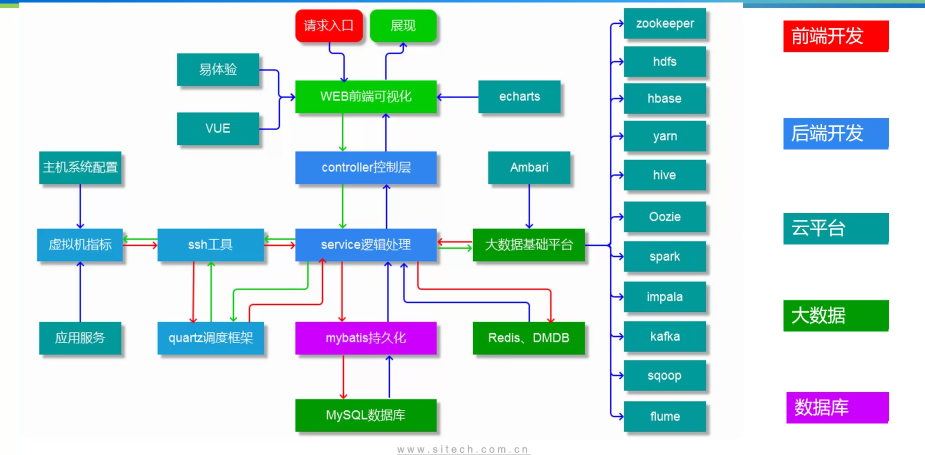 请求入口
展现
zookeeper
前端开发
易体验
hdfs
WEB前端可视化
echarts
hbase
VUE
后端开发
yarn
主机系统配置
controller控制层
Ambari
hive
Oozie
云平台
虚拟机指标
ssh工具
service逻辑处理
大数据基础平台
spark
impala
大数据
应用服务
quartz调度框架
mybatis持久化
Redis、DMDB
kafka
sqoop
MySQL数据库
flume
数据库
www.sitech.com.cn